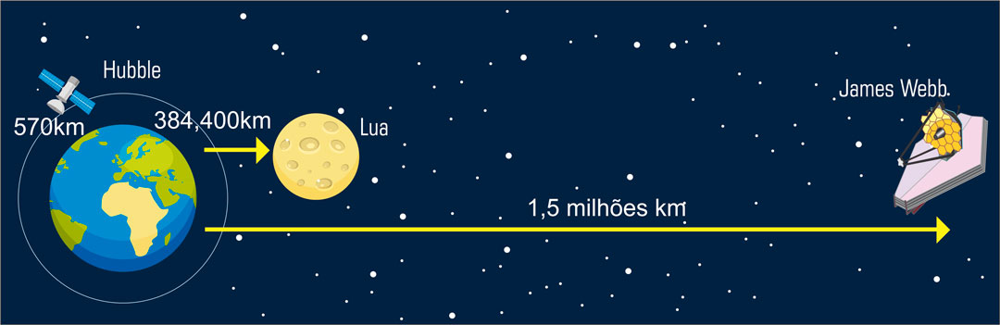 Hubble
570km
384,400km
Lua
James Webb
1,5 milhões km